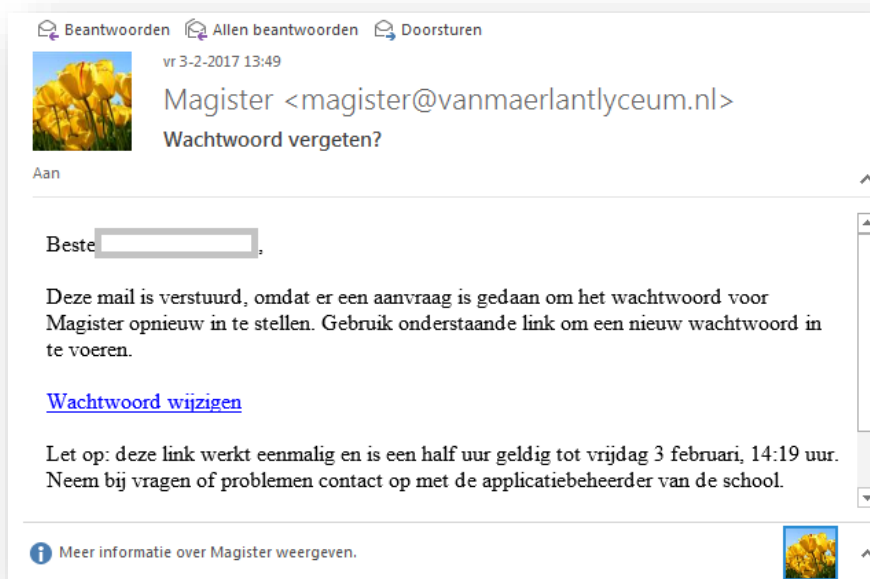 Beantwoorden Allen beantwoorden Doorsturen
vr 3-2-2017 13:49
Magister <magister@vanmaerlantlyceum.nl>
Wachtwoord vergeten?
Aan
Beste ,
Deze mail is verstuurd, omdat er een aanvraag is gedaan om het wachtwoord voor
Magister opnieuw in te stellen. Gebruik onderstaande link om een nieuw wachtwoord in
te voeren.
Wachtwoord wijzigen
Let op: deze link werkt eenmalig en is een half uur geldig tot vrijdag 3 februari, 14:19 uur.
Neem bij vragen of problemen contact op met de applicatiebeheerder van de school.
Meer informatie over Magister weergeven.